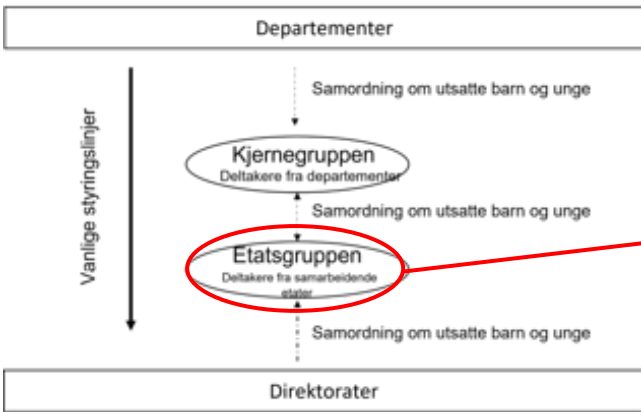 Departementer
Samordning om utsatte barn og unge
Vanlige styringslinjer
Kjernegruppen
Deltakere fra departementer
Samordning om utsatte barn og unge
Etatsgruppen
Deltakere fra samarbeidende
etater
Samordning om utsatte barn og unge
Direktorater